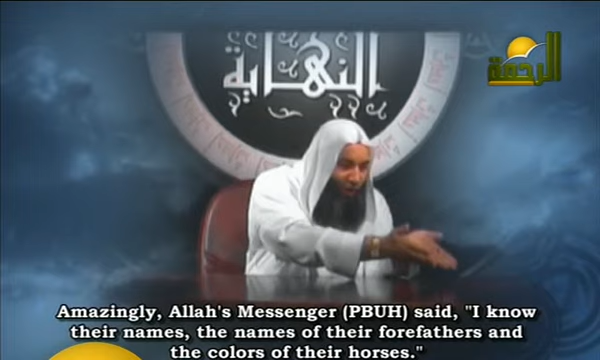 النهاية
الرحمة
Amazingly, Allah's Messenger (PBUH) said, "I know
their names, the names of their forefathers and
the colors of their horses."